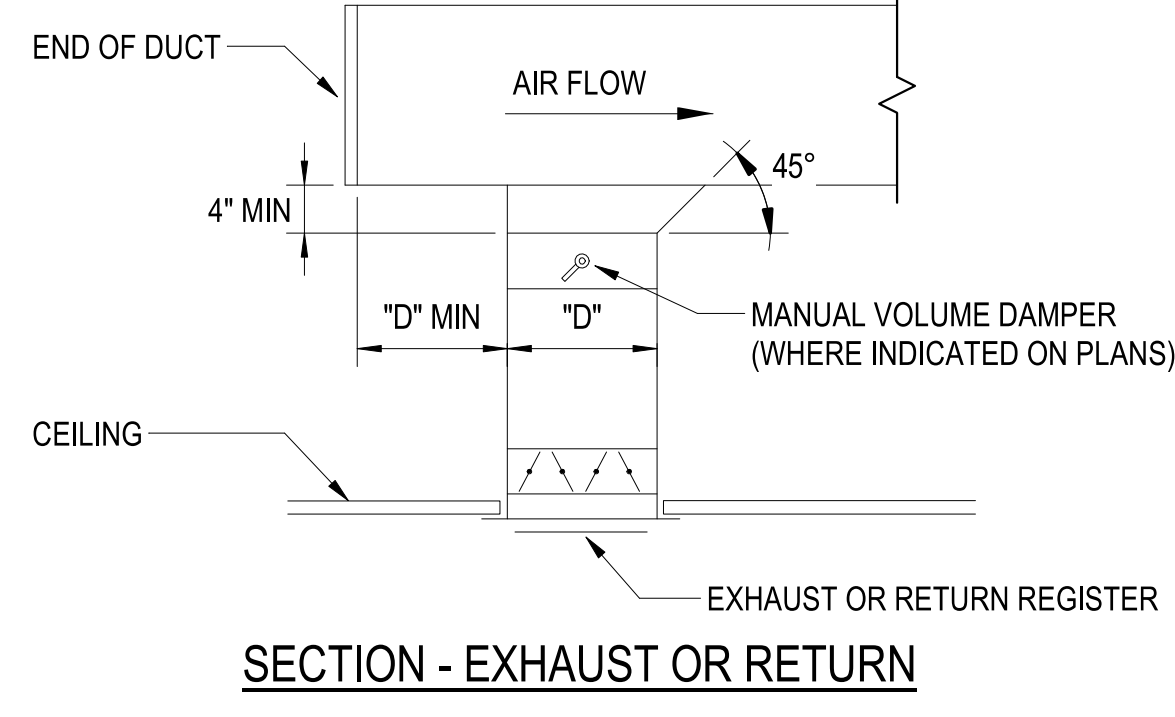 END OF DUCT
AIR FLOW
45°
4" MIN
"D" MIN
"D"
MANUAL VOLUME DAMPER
(WHERE INDICATED ON PLANS)
CEILING
EXHAUST OR RETURN REGISTER
SECTION - EXHAUST OR RETURN